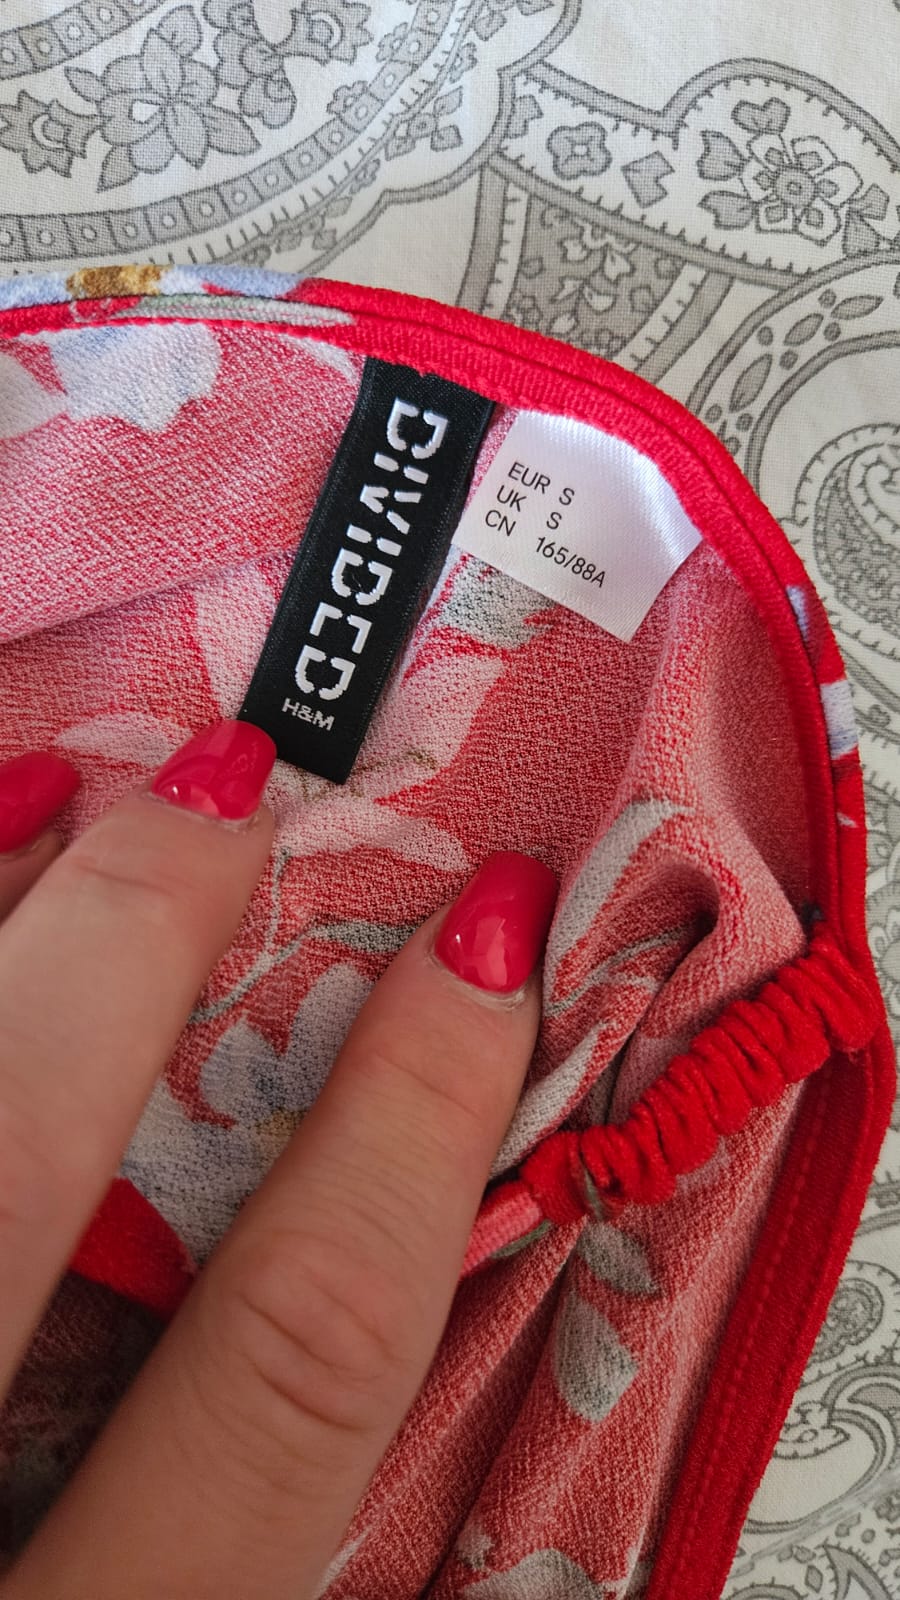 DIVIDED
H&M
EUR S
UK S
CN 165/88A